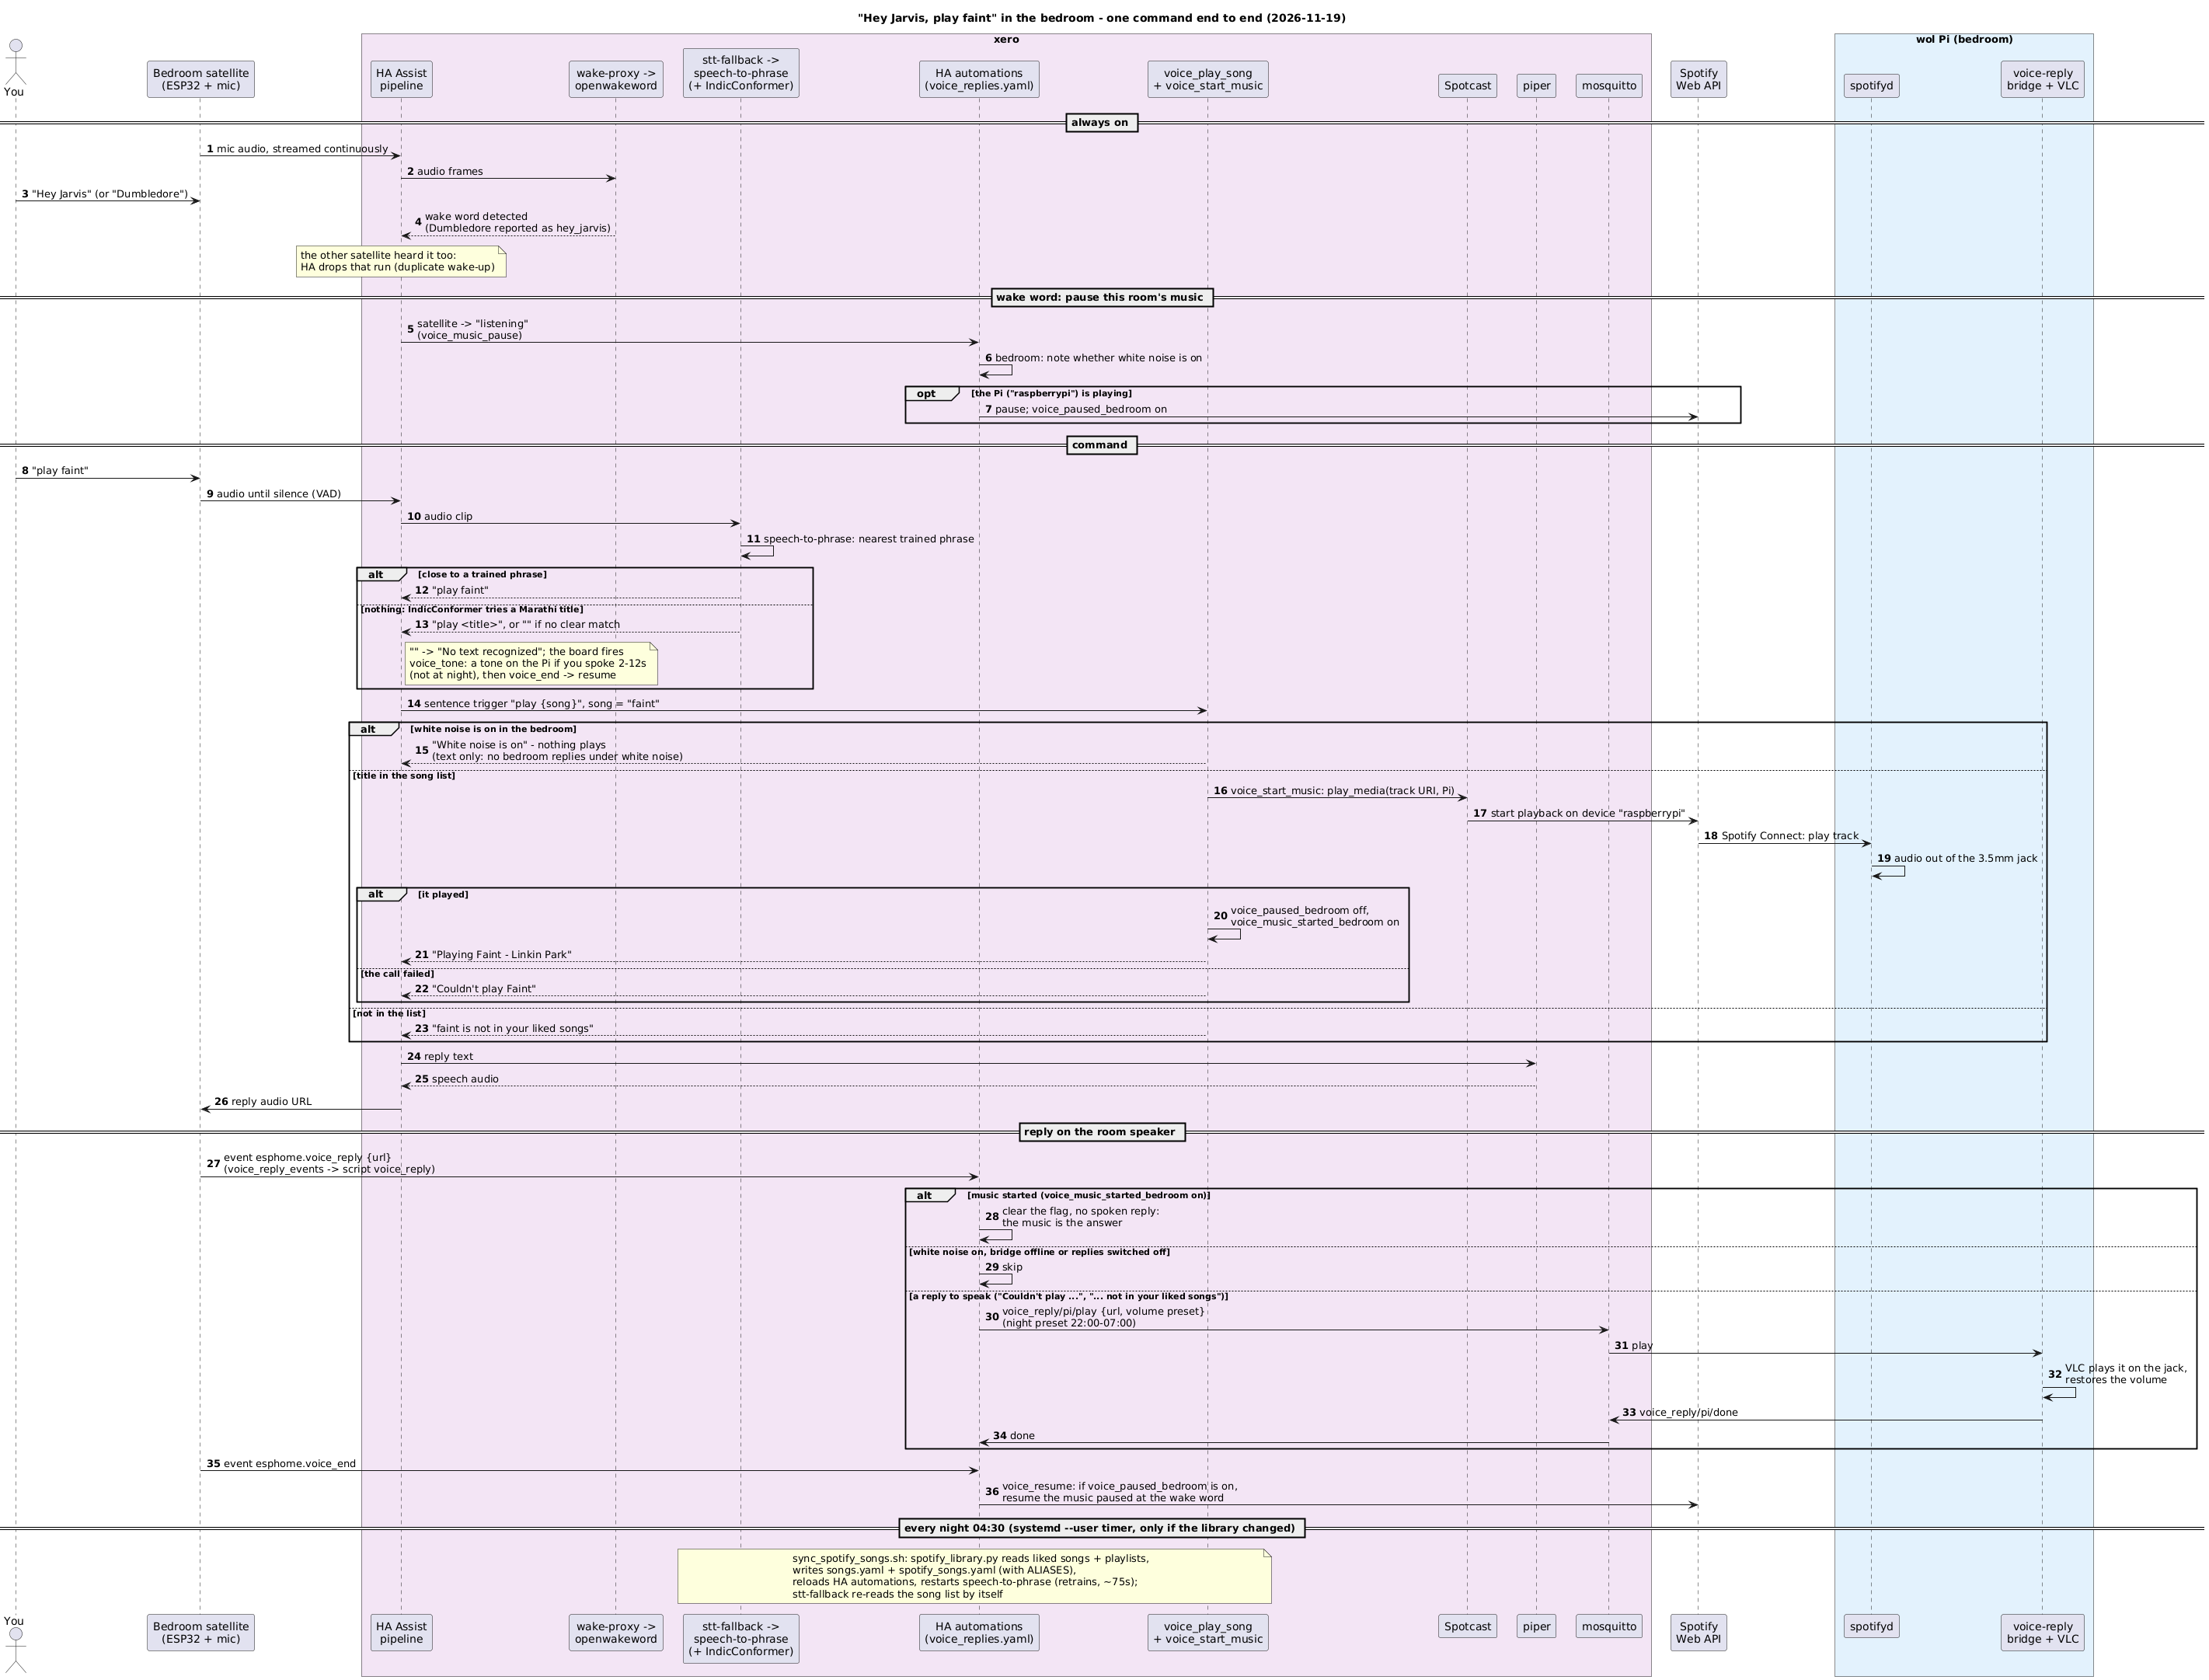 "Hey Jarvis, play faint" in the bedroom - one command end to end (2026-11-19)
xero
wol Pi (bedroom)
You
Bedroom satellite
(ESP32 + mic)
HA Assist
pipeline
wake-proxy ->
openwakeword
stt-fallback ->
speech-to-phrase
(+ IndicConformer)
HA automations
(voice_replies.yaml)
voice_play_song
+ voice_start_music
Spotcast
piper
mosquitto
Spotify
Web API
spotifyd
voice-reply
bridge + VLC
always on
1 mic audio, streamed continuously
2 audio frames
3 "Hey Jarvis" (or "Dumbledore")
4 wake word detected
(Dumbledore reported as hey_jarvis)
the other satellite heard it too:
HA drops that run (duplicate wake-up)
wake word: pause this room's music
5 satellite -> "listening"
(voice_music_pause)
6 bedroom: note whether white noise is on
opt [the Pi ("raspberrypi") is playing]
7 pause; voice_paused_bedroom on
command
8 "play faint"
9 audio until silence (VAD)
10 audio clip
11 speech-to-phrase: nearest trained phrase
alt [close to a trained phrase]
12 "play faint"
[nothing: IndicConformer tries a Marathi title]
13 "play <title>", or "" if no clear match
"" -> "No text recognized"; the board fires
voice_tone: a tone on the Pi if you spoke 2-12s
(not at night), then voice_end -> resume
14 sentence trigger "play {song}", song = "faint"
alt [white noise is on in the bedroom]
15 "White noise is on" - nothing plays
(text only: no bedroom replies under white noise)
[title in the song list]
16 voice_start_music: play_media(track URI, Pi)
17 start playback on device "raspberrypi"
18 Spotify Connect: play track
19 audio out of the 3.5mm jack
alt [it played]
20 voice_paused_bedroom off,
voice_music_started_bedroom on
21 "Playing Faint - Linkin Park"
[the call failed]
22 "Couldn't play Faint"
[not in the list]
23 "faint is not in your liked songs"
24 reply text
25 speech audio
26 reply audio URL
reply on the room speaker
27 event esphome.voice_reply {url}
(voice_reply_events -> script voice_reply)
alt [music started (voice_music_started_bedroom on)]
28 clear the flag, no spoken reply:
the music is the answer
[white noise on, bridge offline or replies switched off]
29 skip
[a reply to speak ("Couldn't play ...", "... not in your liked songs")]
30 voice_reply/pi/play {url, volume preset}
(night preset 22:00-07:00)
31 play
32 VLC plays it on the jack,
restores the volume
33 voice_reply/pi/done
34 done
35 event esphome.voice_end
36 voice_resume: if voice_paused_bedroom is on,
resume the music paused at the wake word
every night 04:30 (systemd --user timer, only if the library changed)
sync_spotify_songs.sh: spotify_library.py reads liked songs + playlists,
writes songs.yaml + spotify_songs.yaml (with ALIASES),
reloads HA automations, restarts speech-to-phrase (retrains, ~75s);
stt-fallback re-reads the song list by itself
You
Bedroom satellite
(ESP32 + mic)
HA Assist
pipeline
wake-proxy ->
openwakeword
stt-fallback ->
speech-to-phrase
(+ IndicConformer)
HA automations
(voice_replies.yaml)
voice_play_song
+ voice_start_music
Spotcast
piper
mosquitto
Spotify
Web API
spotifyd
voice-reply
bridge + VLC